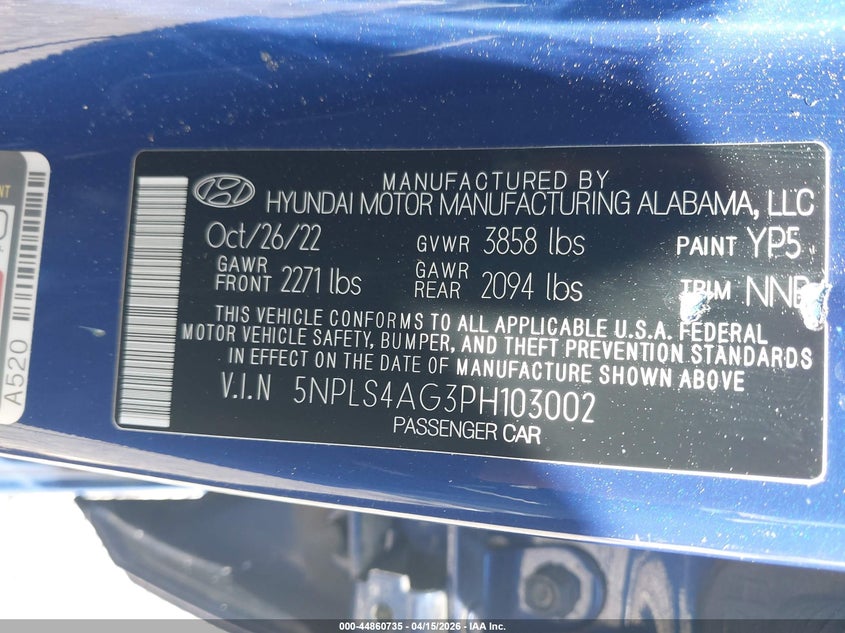 MANUFACTURED BY
HYUNDAI MOTOR MANUFACTURING ALABAMA, LLC
Oct/26/22 GVWR 3858 lbs PAINT YP5
GAWR FRONT 2271 lbs GAWR REAR 2094 lbs TRIM
THIS VEHICLE CONFORMS TO ALL APPLICABLE U.S.A. FEDERAL
MOTOR VEHICLE SAFETY, BUMPER, AND THEFT PREVENTION STANDARDS
IN EFFECT ON THE DATE OF MANUFACTURE SHOWN ABOVE
V.I.N 5NPLS4AG3PH103002
PASSENGER CAR
A520
000-44860735 - 04/15/2026 - IAA Inc.